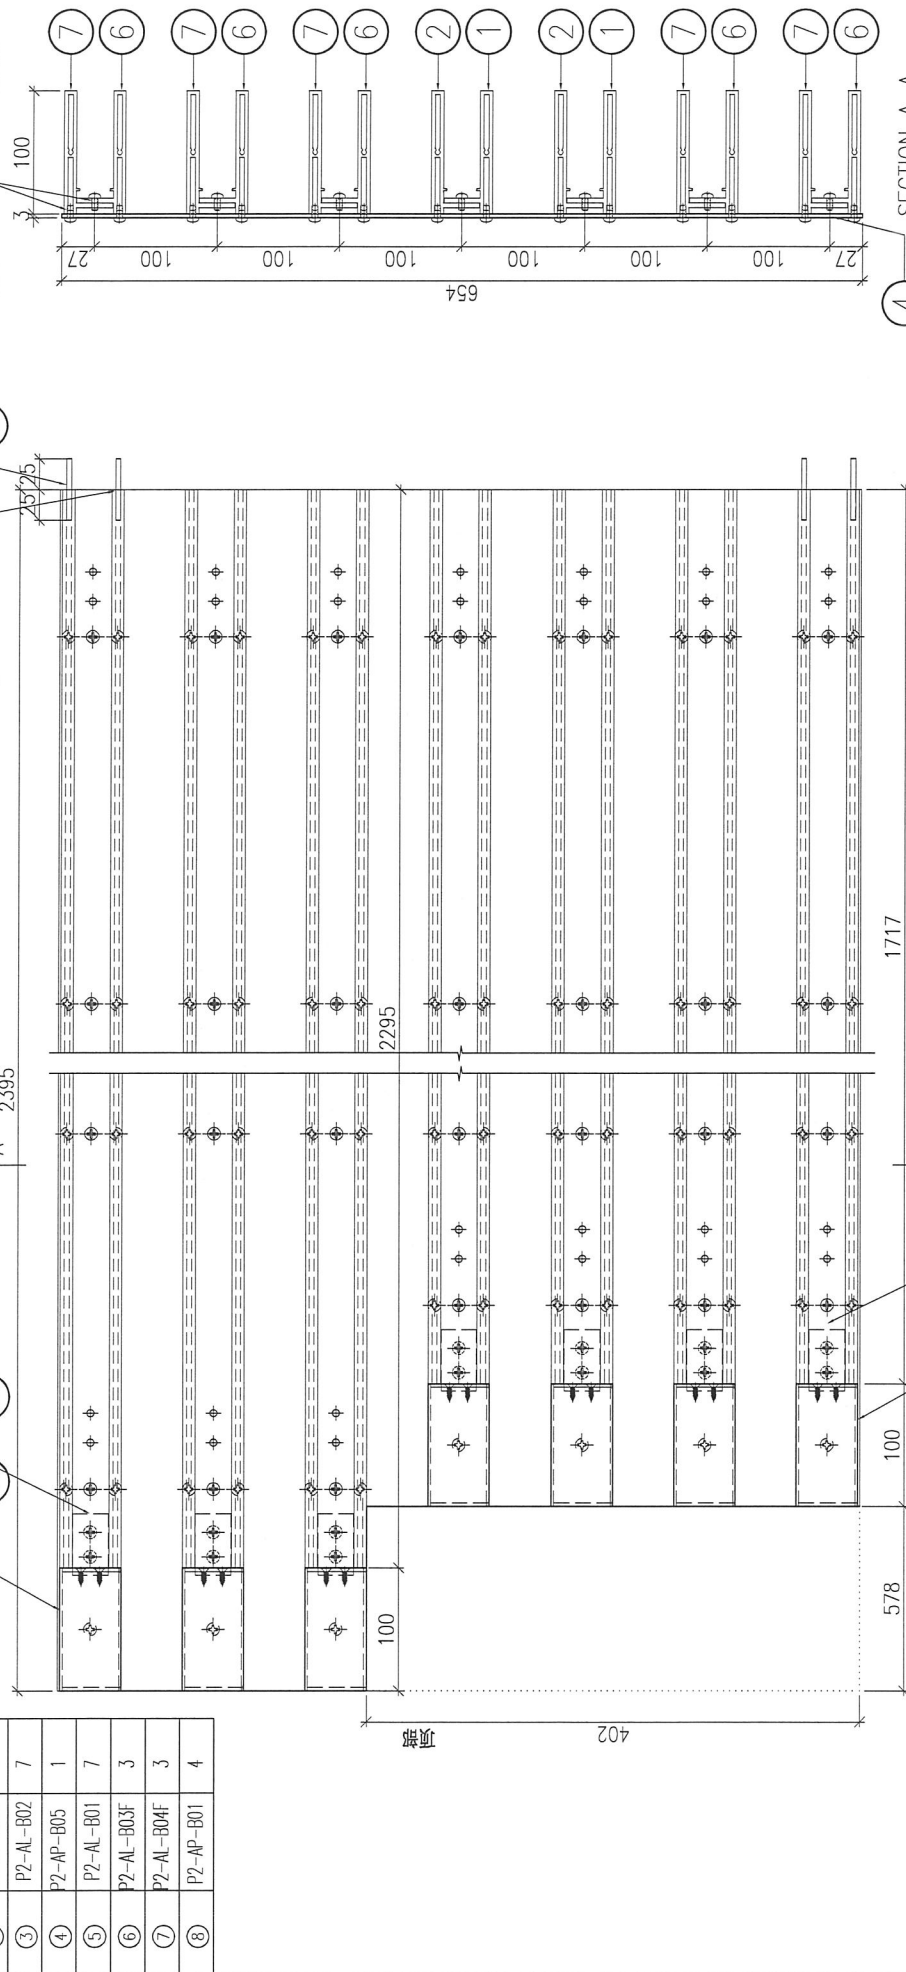 7 6 7 6 7 6 2 1 2 1 7 6 7 6
100
3
27 100 100 100 100 100 100 27
654
4
SECTION A-A
25 25
2395
A
2295
1717
100
100
578
402
顶部
3 P2-AL-B02 7
4 P2-AP-B05 1
5 P2-AL-B01 7
6 P2-AL-B03F 3
7 P2-AL-B04F 3
8 P2-AP-B01 4